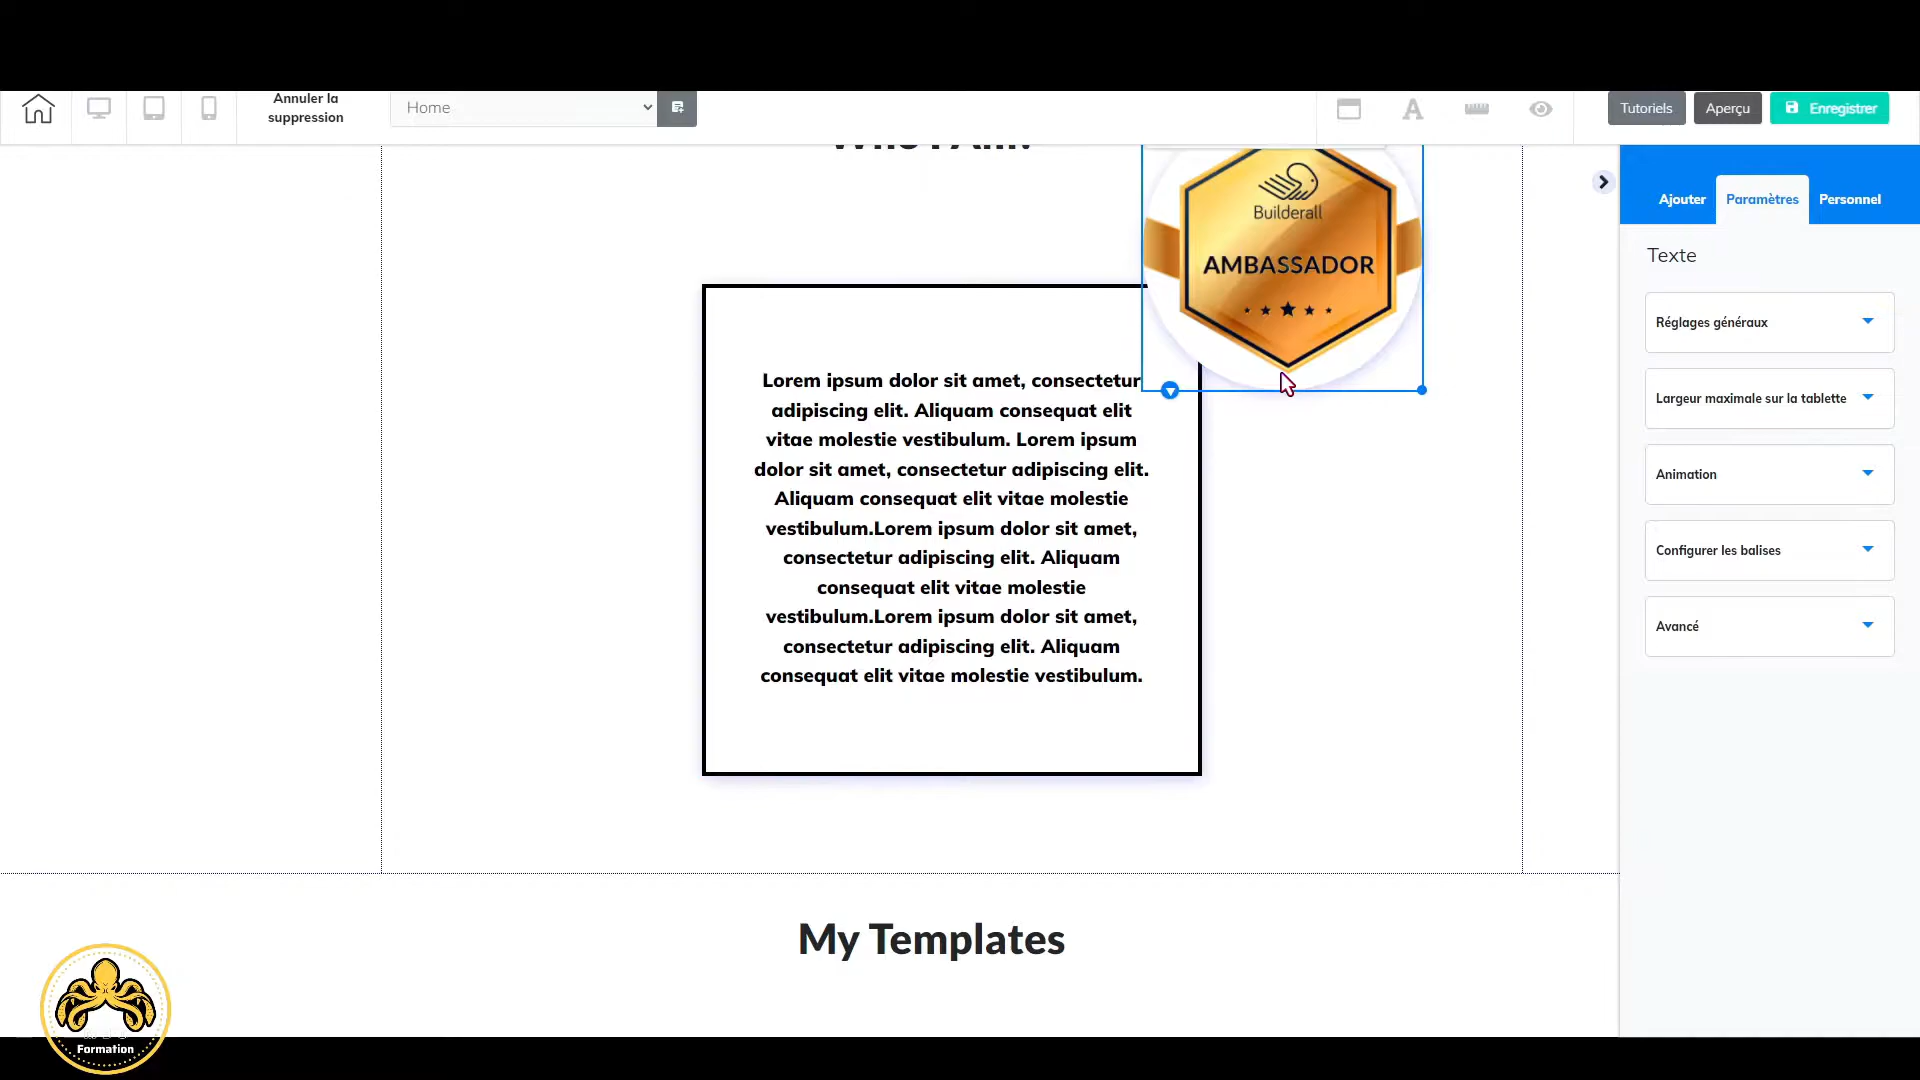 Annuler la
suppression
Home
Tutoriels
Aperçu
Enregistrer
Who I Am?
Builderall
AMBASSADOR
Ajouter
Paramètres
Personnel
Texte
Réglages généraux
Largeur maximale sur la tablette
Animation
Configurer les balises
Avancé
Lorem ipsum dolor sit amet, consectetur
adipiscing elit. Aliquam consequat elit
vitae molestie vestibulum. Lorem ipsum
dolor sit amet, consectetur adipiscing elit.
Aliquam consequat elit vitae molestie
vestibulum.Lorem ipsum dolor sit amet,
consectetur adipiscing elit. Aliquam
consequat elit vitae molestie
vestibulum.Lorem ipsum dolor sit amet,
consectetur adipiscing elit. Aliquam
consequat elit vitae molestie vestibulum.
My Templates
Formation